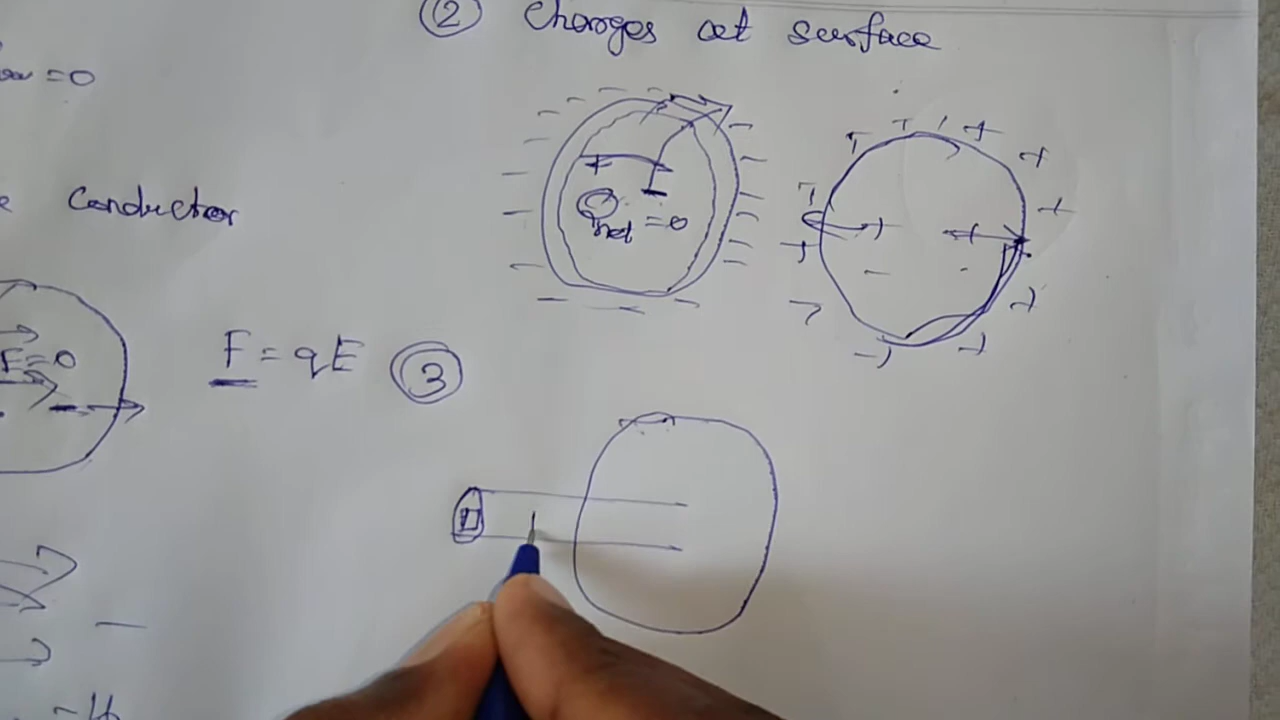 ② Charges at surface
= 0
Conductor
+
-
Q net = 0
E = 0
F = qE ③